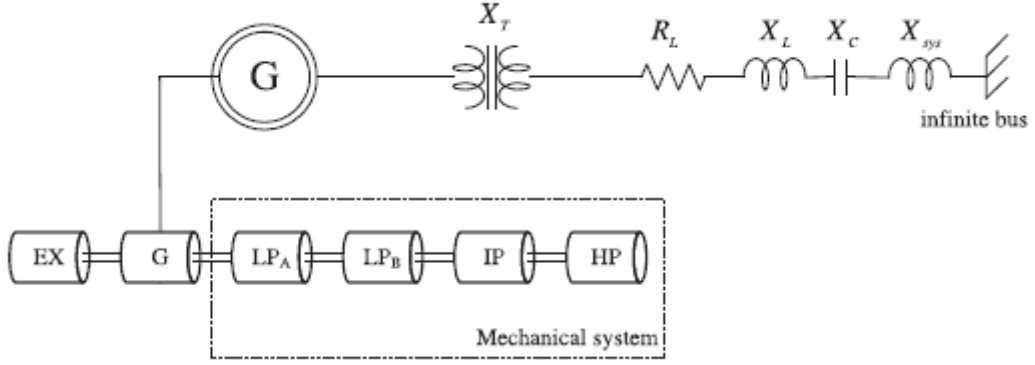 X_T
R_L
X_L
X_C
X_sys
G
infinite bus
EX
G
LP_A
LP_B
IP
HP
Mechanical system